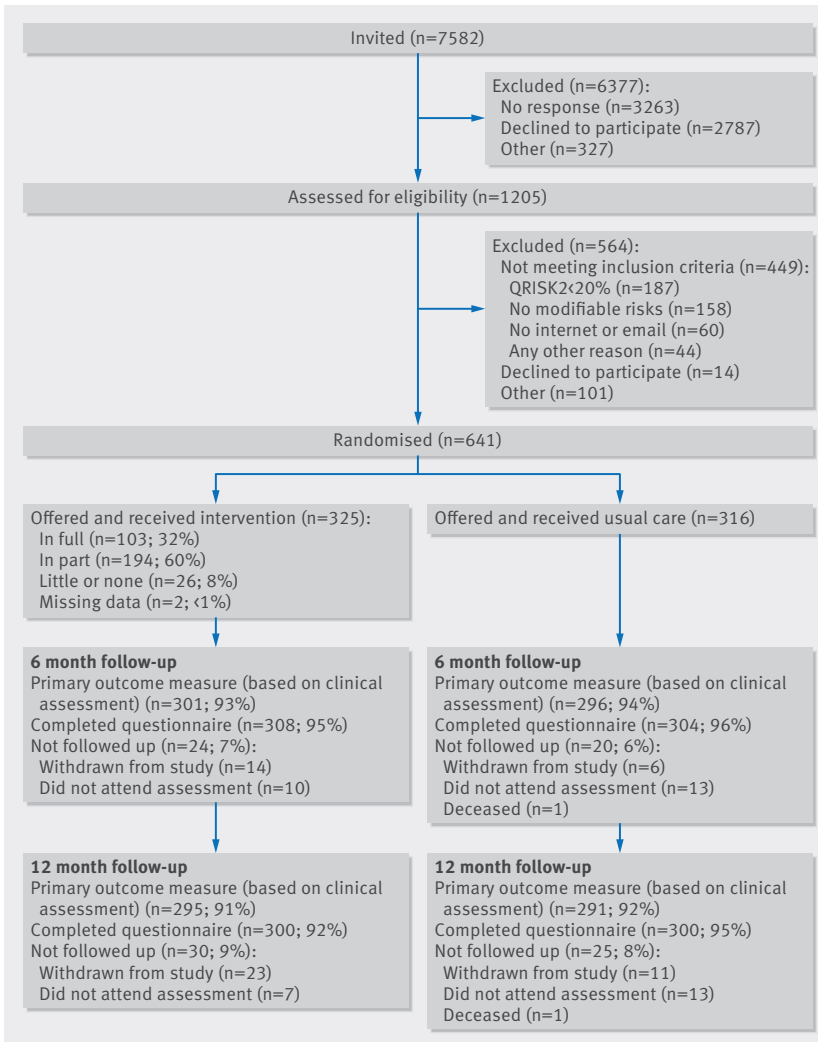 Invited (n=7582)
Excluded (n=6377):
No response (n=3263)
Declined to participate (n=2787)
Other (n=327)
Assessed for eligibility (n=1205)
Excluded (n=564):
Not meeting inclusion criteria (n=449):
QRISK2<20% (n=187)
No modifiable risks (n=158)
No internet or email (n=60)
Any other reason (n=44)
Declined to participate (n=14)
Other (n=101)
Randomised (n=641)
Offered and received intervention (n=325):
In full (n=103; 32%)
In part (n=194; 60%)
Little or none (n=26; 8%)
Missing data (n=2; <1%)
Offered and received usual care (n=316)
6 month follow-up
Primary outcome measure (based on clinical
assessment) (n=301; 93%)
Completed questionnaire (n=308; 95%)
Not followed up (n=24; 7%):
Withdrawn from study (n=14)
Did not attend assessment (n=10)
6 month follow-up
Primary outcome measure (based on clinical
assessment) (n=296; 94%)
Completed questionnaire (n=304; 96%)
Not followed up (n=20; 6%):
Withdrawn from study (n=6)
Did not attend assessment (n=13)
Deceased (n=1)
12 month follow-up
Primary outcome measure (based on clinical
assessment) (n=295; 91%)
Completed questionnaire (n=300; 92%)
Not followed up (n=30; 9%):
Withdrawn from study (n=23)
Did not attend assessment (n=7)
12 month follow-up
Primary outcome measure (based on clinical
assessment) (n=291; 92%)
Completed questionnaire (n=300; 95%)
Not followed up (n=25; 8%):
Withdrawn from study (n=11)
Did not attend assessment (n=13)
Deceased (n=1)